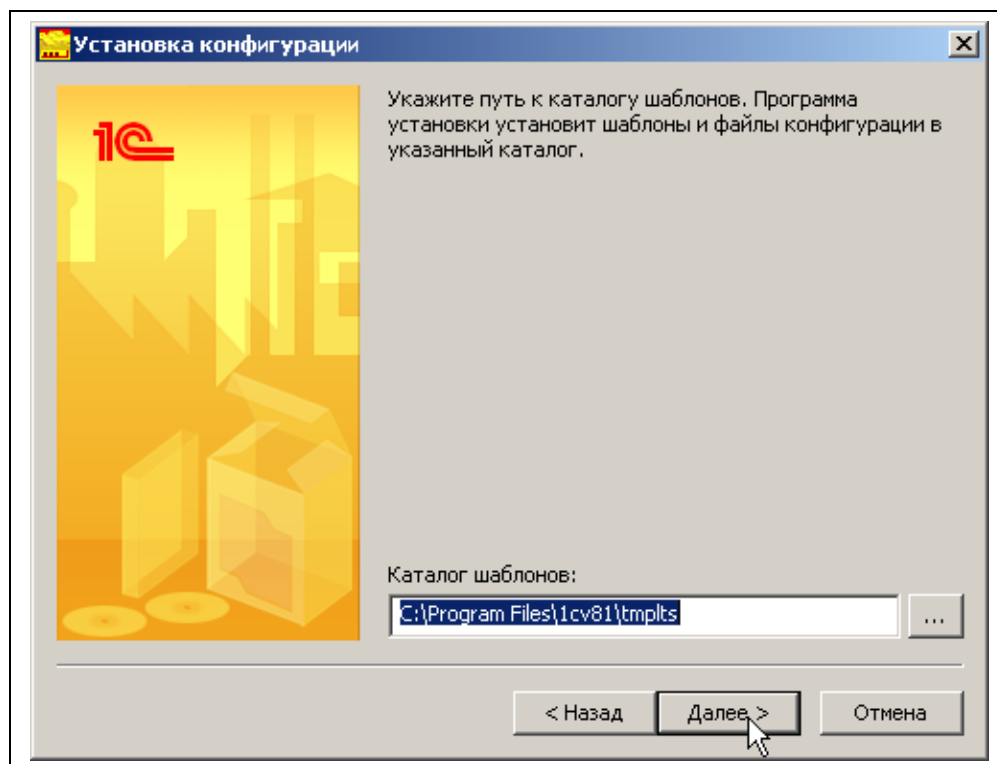 Установка конфигурации
1С
Укажите путь к каталогу шаблонов. Программа
установки установит шаблоны и файлы конфигурации в
указанный каталог.
Каталог шаблонов:
C:\Program Files\1cv81\tmplts
...
< Назад
Далее >
Отмена